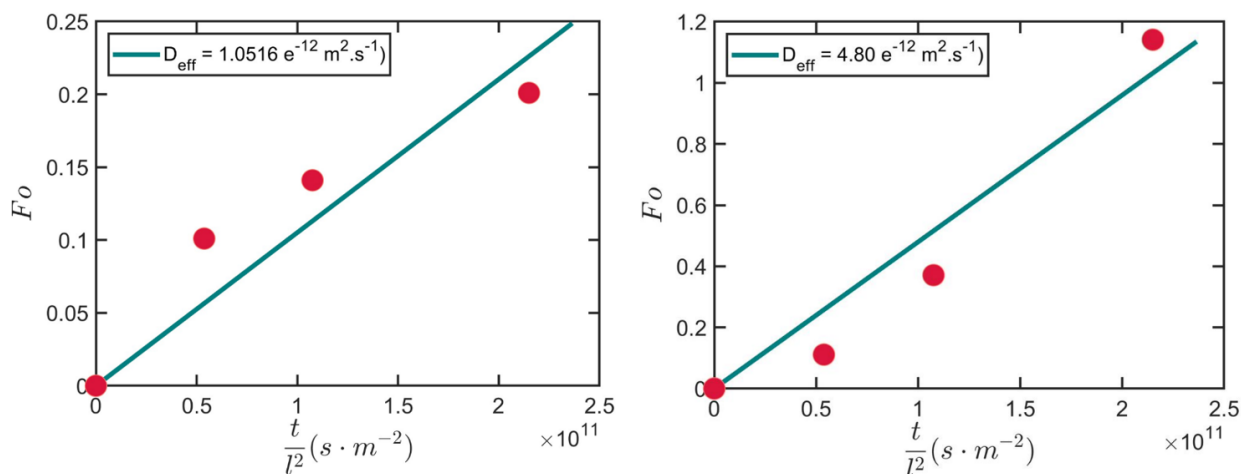 0.25
0.2
0.15
0.1
0.05
0
Fo
D_eff = 1.0516 e^-12 m^2.s^-1)
0 0.5 1 1.5 2 2.5
×10^11
t/l^2 (s · m^-2)
1.2
1
0.8
0.6
0.4
0.2
0
Fo
D_eff = 4.80 e^-12 m^2.s^-1)
0 0.5 1 1.5 2 2.5
×10^11
t/l^2 (s · m^-2)